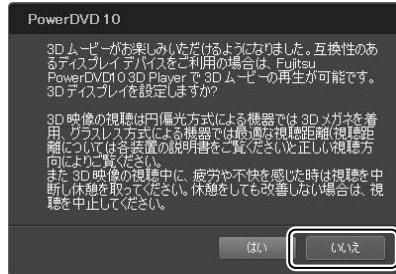 PowerDVD 10
3D ムービーがお楽しみいただけるようになりました。互換性のあ
るディスプレイ デバイスをご利用の場合は、Fujitsu
PowerDVD10 3D Player で 3D ムービーの再生が可能です。
3D ディスプレイを設定しますか?
3D 映像の視聴は円偏光方式による機器では 3D メガネを着
用、グラスレス方式による機器では最適な視聴距離(視聴距
離については各装置の説明書をご覧ください)と正しい視聴方
向によりご覧ください。
また 3D 映像の視聴中に、疲労や不快を感じた時は視聴を中
断し休憩を取ってください。休憩をしても改善しない場合は、視
聴を中止してください。
はい
いいえ